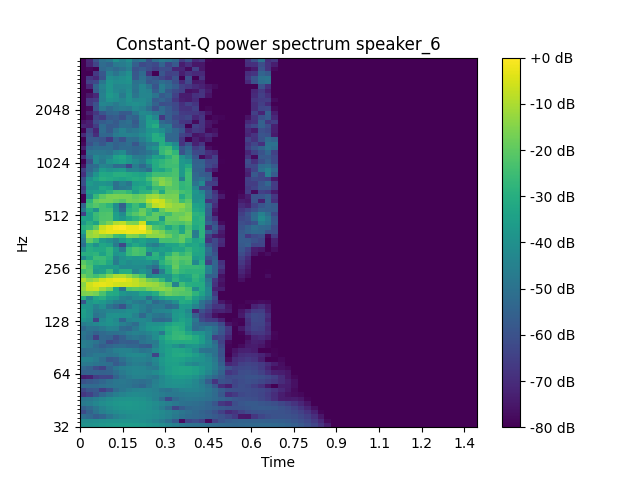 Constant-Q power spectrum speaker_6
Hz
2048
1024
512
256
128
64
32
0 0.15 0.3 0.45 0.6 0.75 0.9 1.1 1.2 1.4
Time
+0 dB
-10 dB
-20 dB
-30 dB
-40 dB
-50 dB
-60 dB
-70 dB
-80 dB